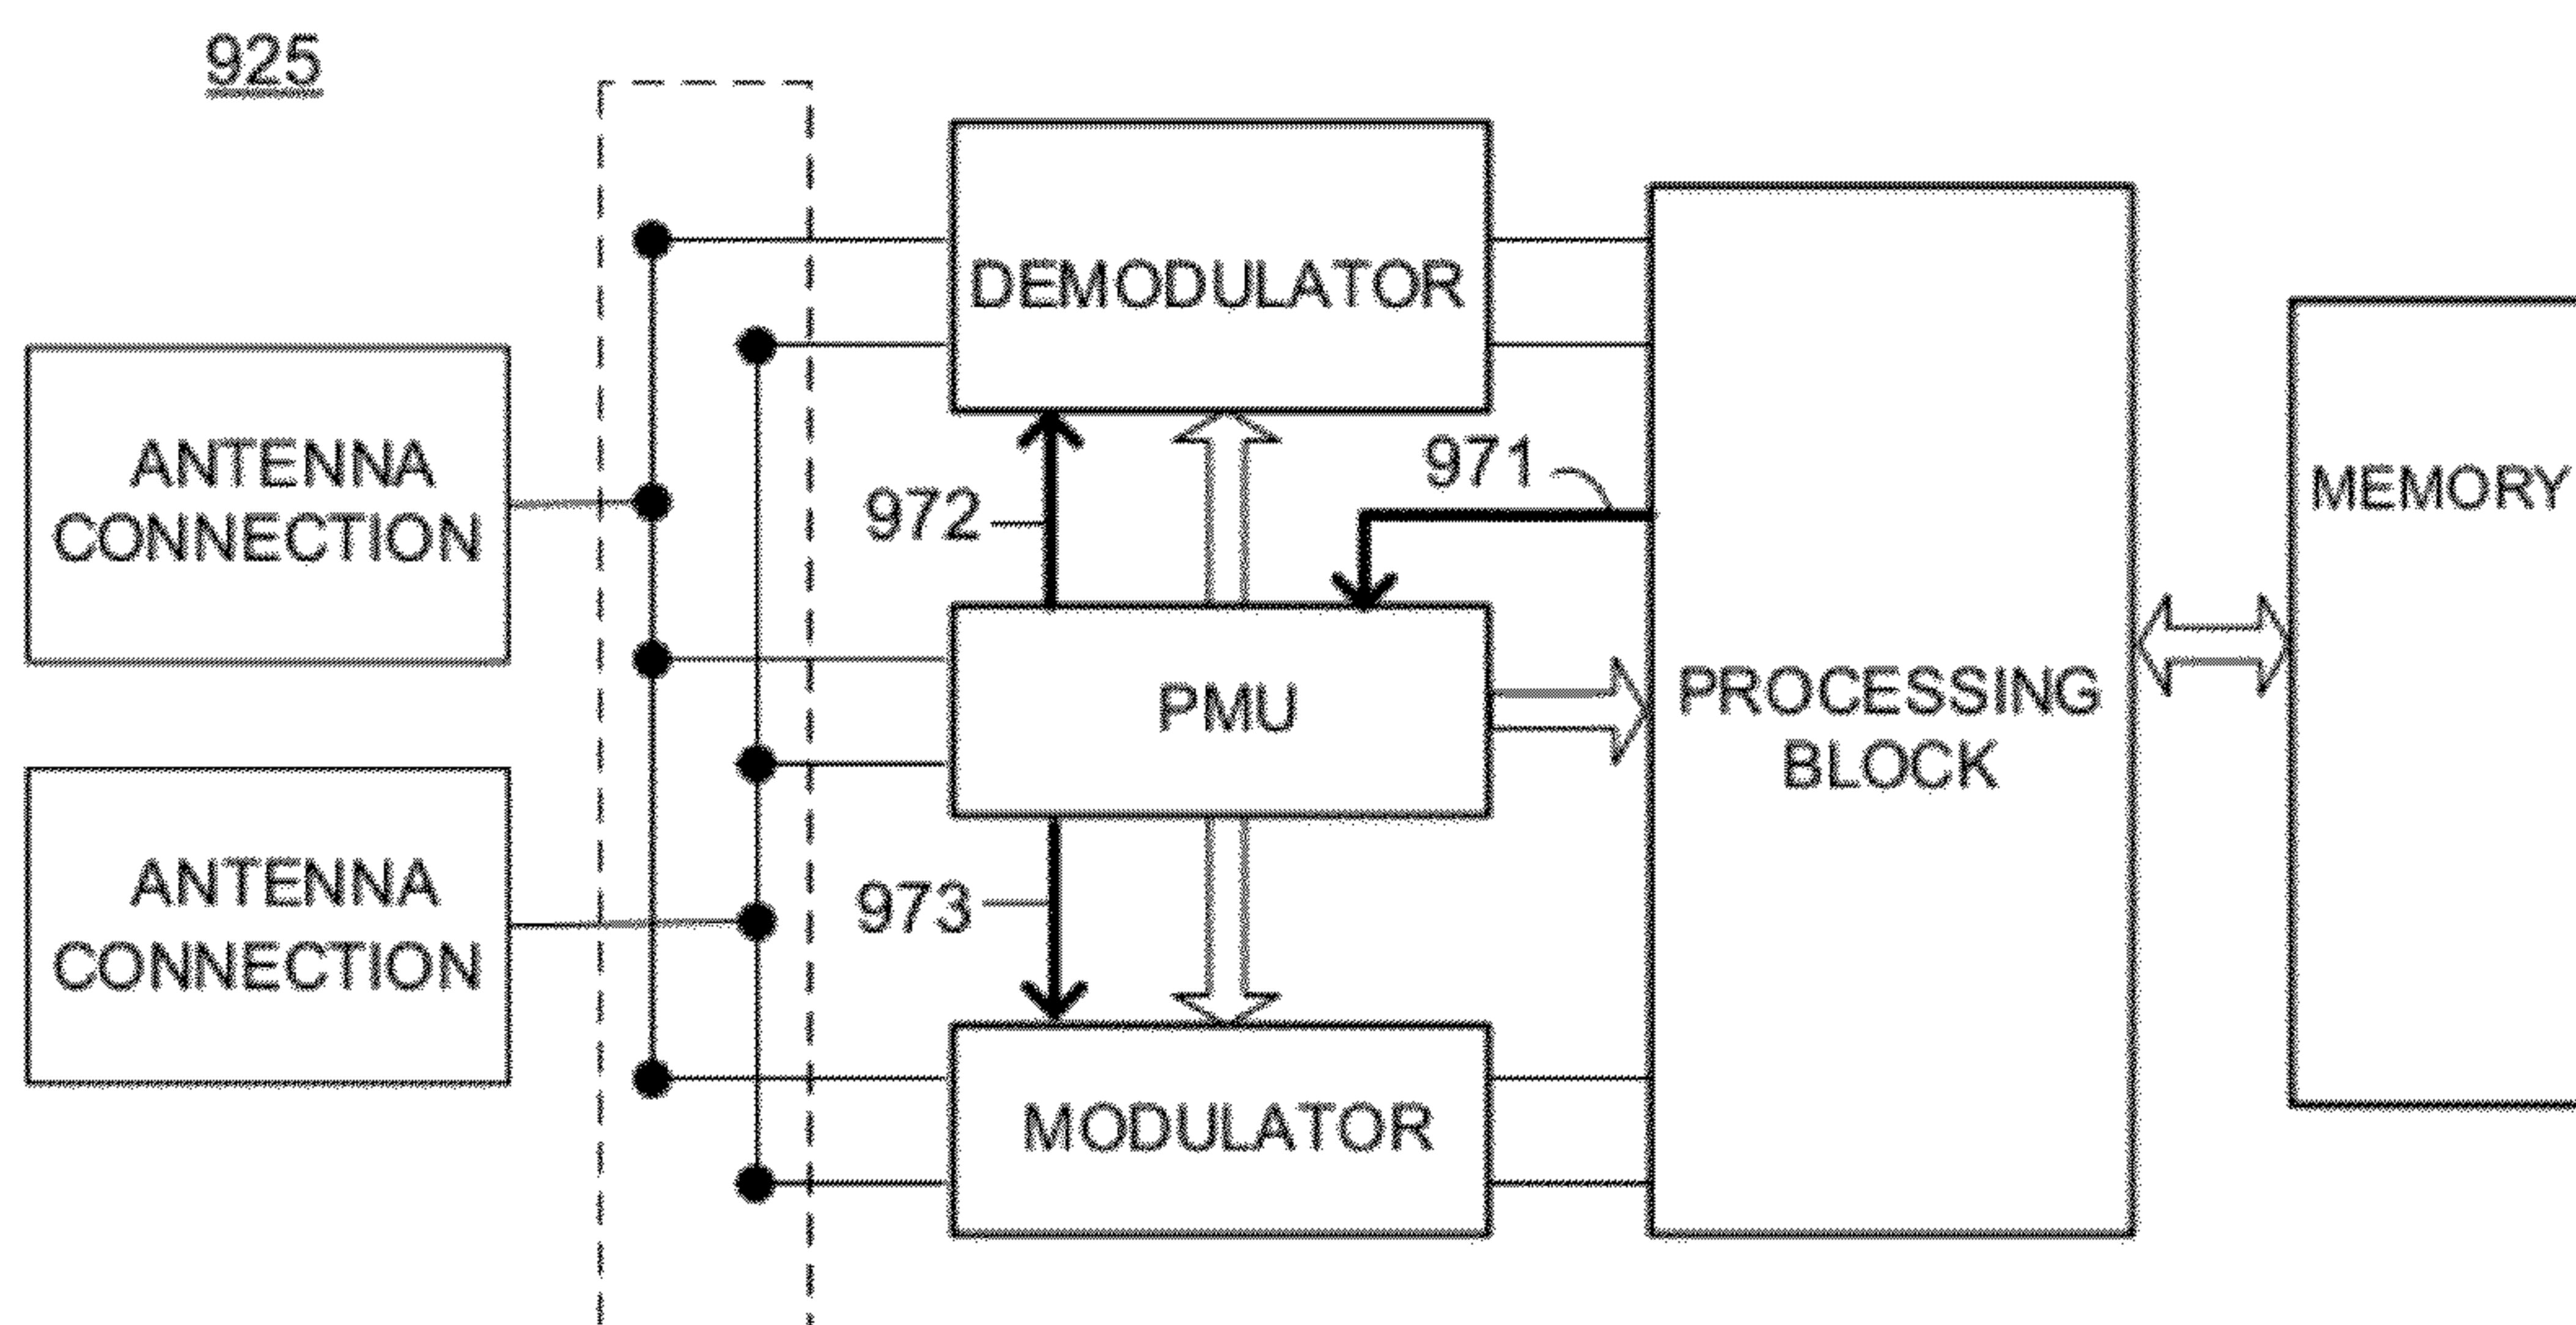 925
DEMODULATOR
ANTENNA
CONNECTION
972
971
MEMORY
PMU
PROCESSING
BLOCK
ANTENNA
CONNECTION
973
MODULATOR